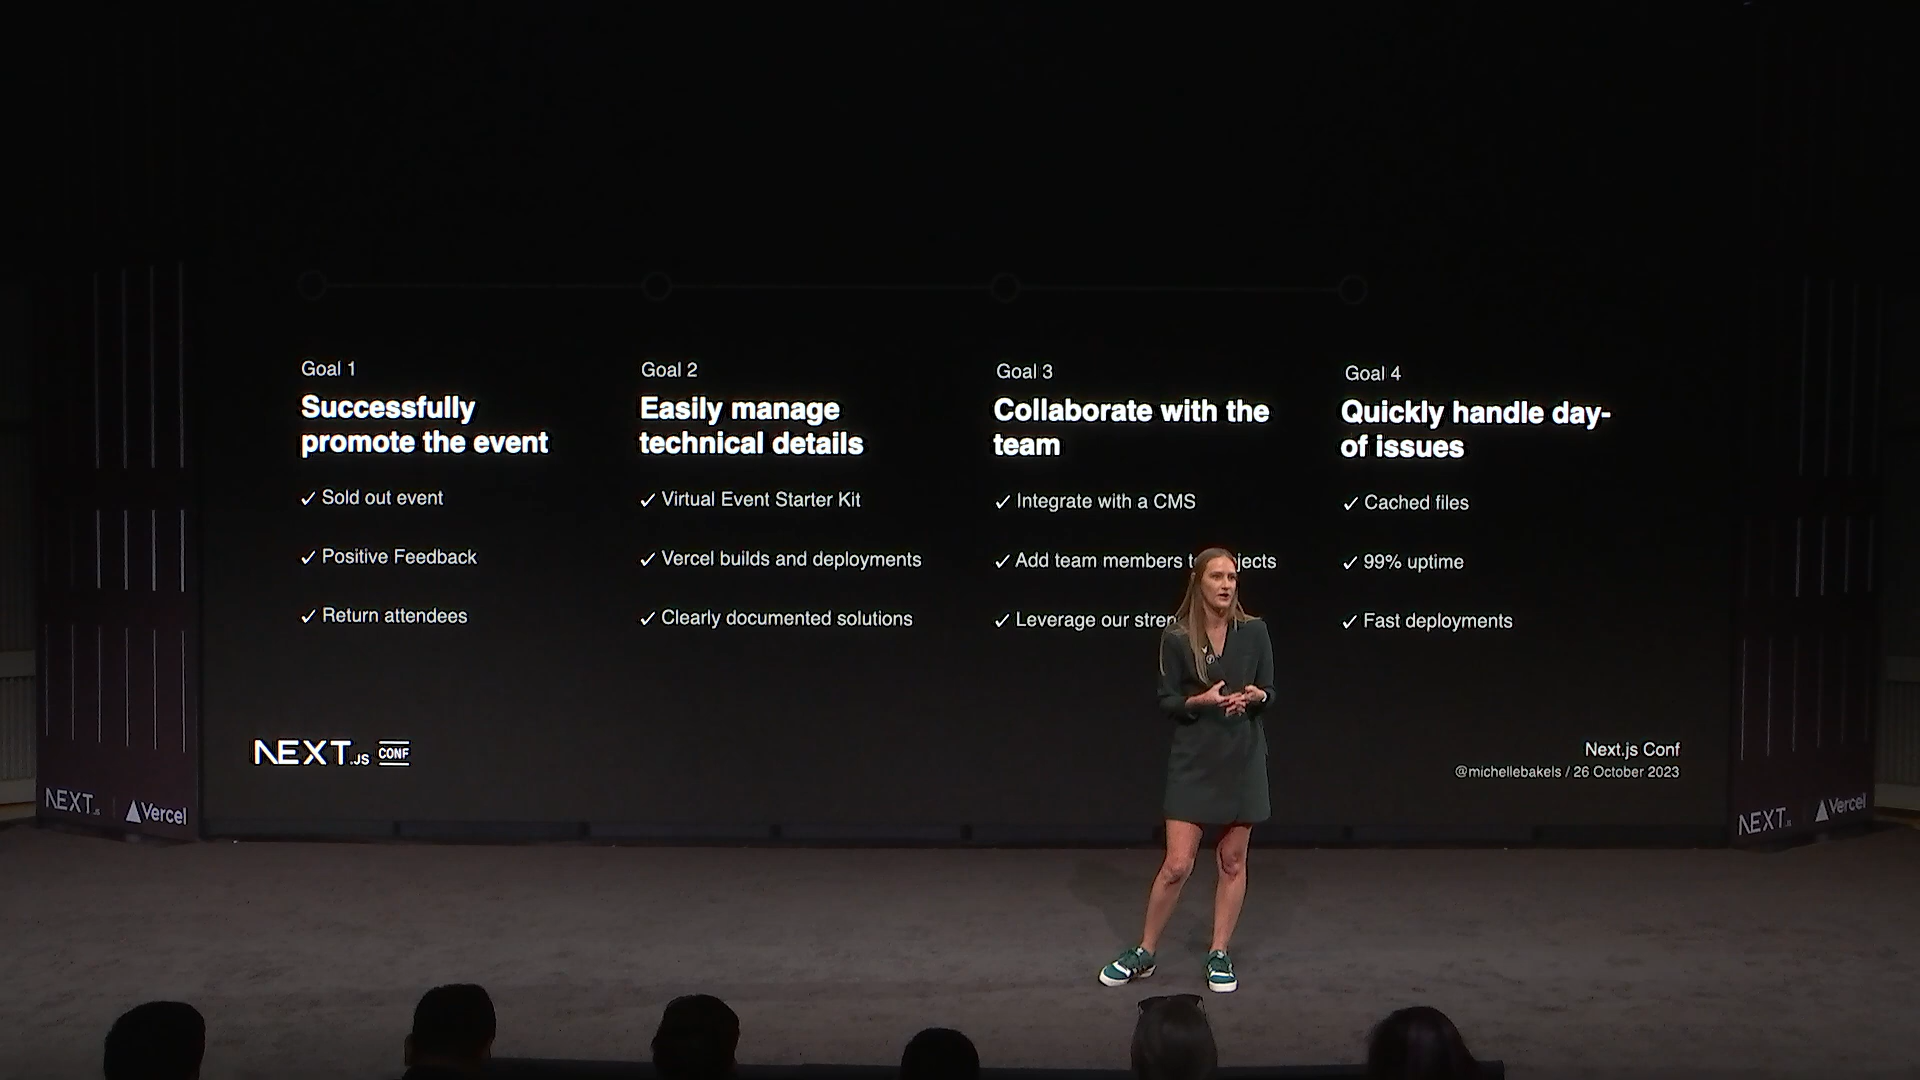 Goal 1
Successfully
promote the event
✓ Sold out event
✓ Positive Feedback
✓ Return attendees
Goal 2
Easily manage
technical details
✓ Virtual Event Starter Kit
✓ Vercel builds and deployments
✓ Clearly documented solutions
Goal 3
Collaborate with the
team
✓ Integrate with a CMS
✓ Add team members
✓ Leverage our
Goal 4
Quickly handle day-
of issues
✓ Cached files
✓ 99% uptime
✓ Fast deployments
NEXT.JS CONF
Next.js Conf
@michellebakels / 26 October 2023
NEXT.JS | Vercel
NEXT.JS Vercel